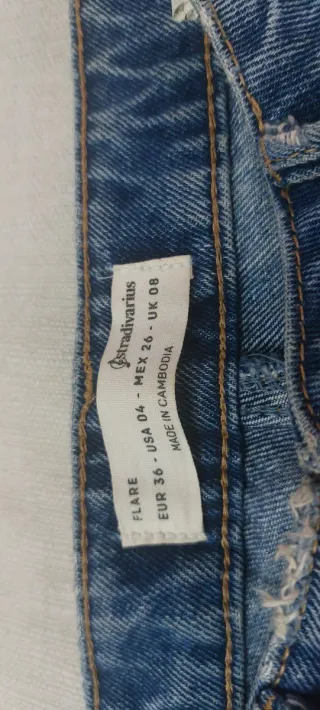 Stradivarius
FLARE
EUR 36 - USA 04 - MEX 26 - UK 08
MADE IN CAMBODIA